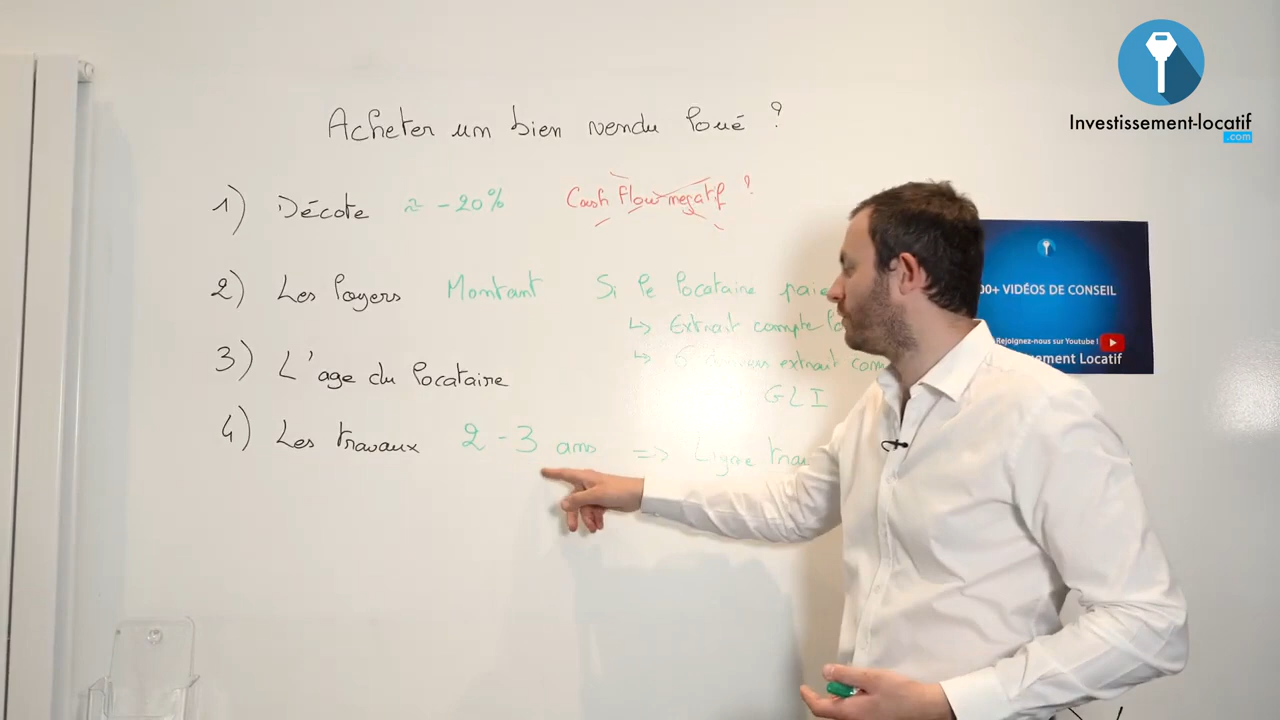 Investissement-locatif
.com
Acheter un bien vendu loué ?
1) Décote ≈ -20% Cash Flow negatif ?
2) Les loyers Montant Si le locataire paie
↳ Extrait compte
↳ extrait com
GLI
3) L'age du locataire
4) Les travaux 2 - 3 ans => Ligne trav
00+ VIDÉOS DE CONSEIL
Rejoignez-nous sur Youtube !
ement Locatif